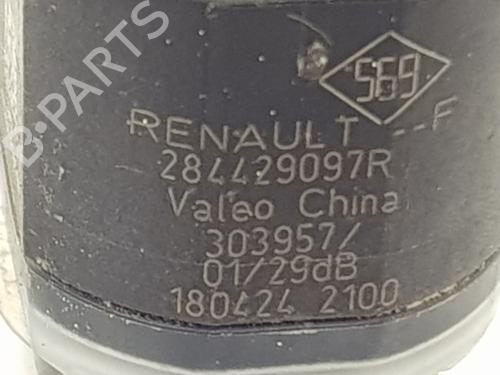 B-PARTS
569
RENAULT --F
284429097R
Valeo China
303957/
01/29dB
180424 2100